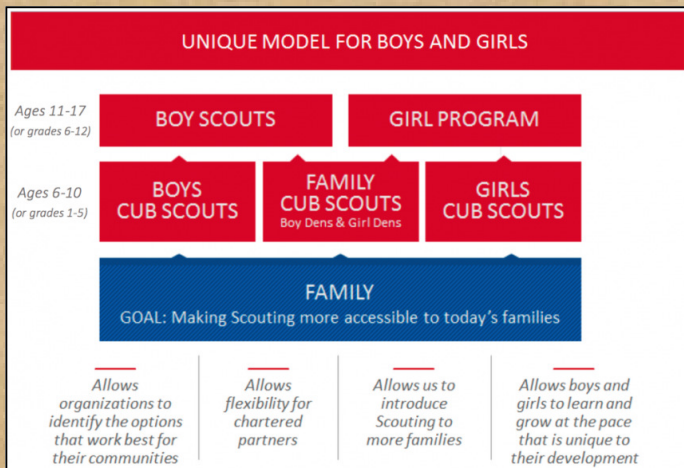 UNIQUE MODEL FOR BOYS AND GIRLS
Ages 11-17
(or grades 6-12)
BOY SCOUTS
GIRL PROGRAM
Ages 6-10
(or grades 1-5)
BOYS
CUB SCOUTS
FAMILY
CUB SCOUTS
Boy Dens & Girl Dens
GIRLS
CUB SCOUTS
FAMILY
GOAL: Making Scouting more accessible to today's families
Allows
organizations to
identify the options
that work best for
their communities
Allows
flexibility for
chartered
partners
Allows us to
introduce
Scouting to
more families
Allows boys and
girls to learn and
grow at the pace
that is unique to
their development